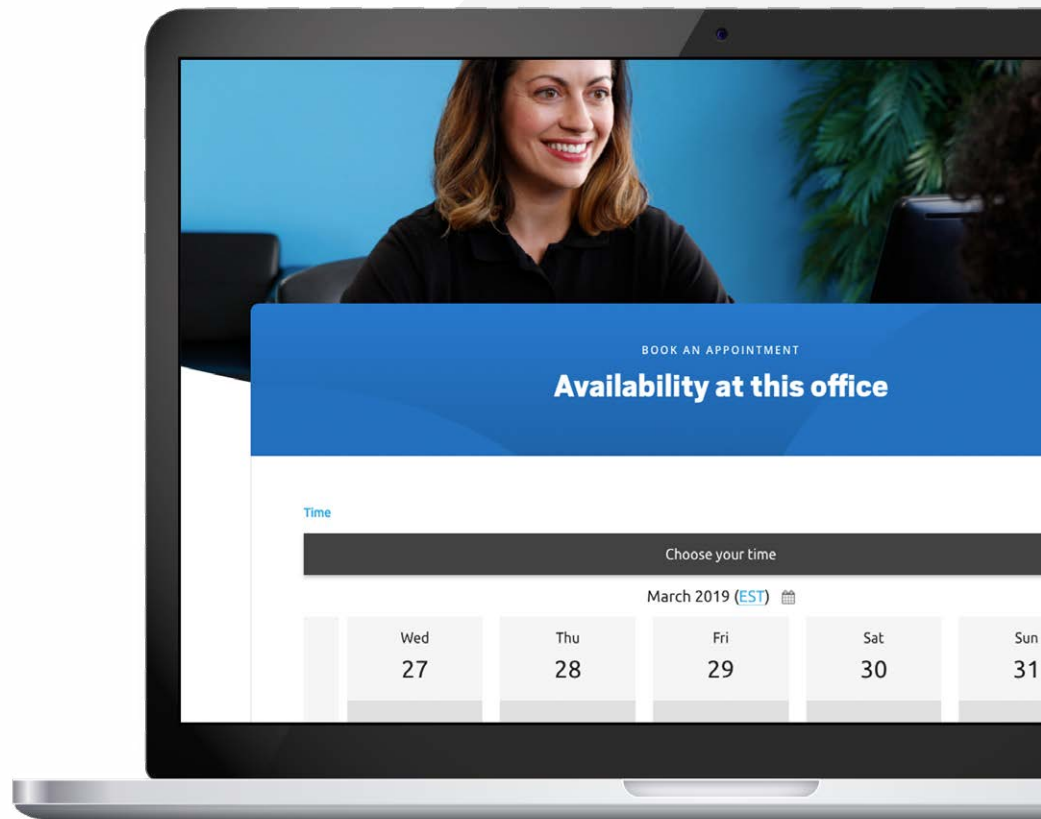 BOOK AN APPOINTMENT
Availability at this office
Time
Choose your time
March 2019 (EST)
Wed Thu Fri Sat Sun
27 28 29 30 31